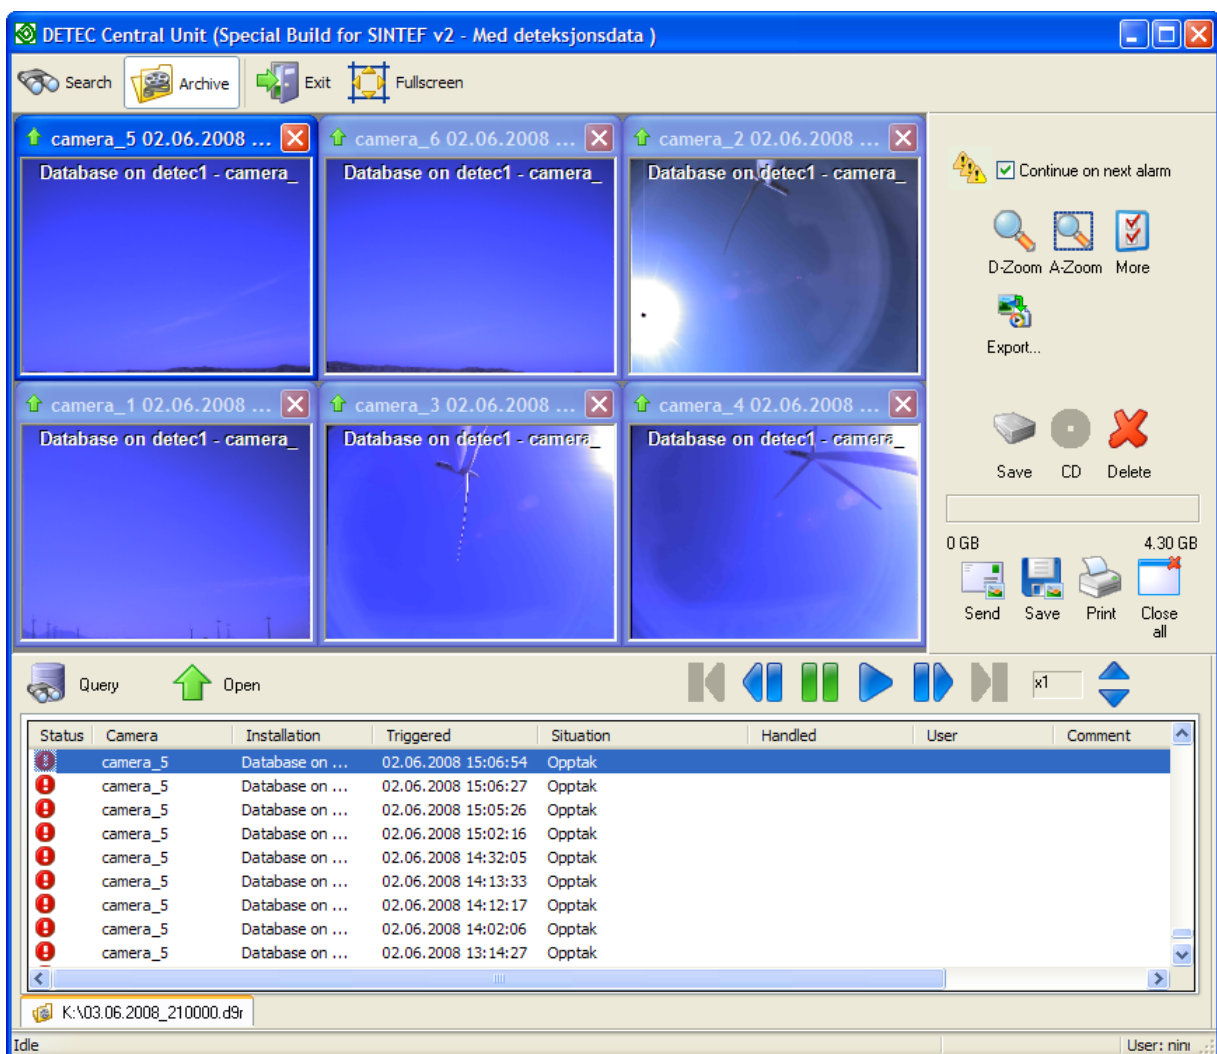 DETEC Central Unit (Special Build for SINTEF v2 - Med deteksjonsdata )
Search Archive Exit Fullscreen
camera_5 02.06.2008 ... camera_6 02.06.2008 ... camera_2 02.06.2008 ...
Database on detec1 - camera_ Database on detec1 - camera_ Database on detec1 - camera_
Continue on next alarm
D-Zoom A-Zoom More
Export...
camera_1 02.06.2008 ... camera_3 02.06.2008 ... camera_4 02.06.2008 ...
Database on detec1 - camera_ Database on detec1 - camera_ Database on detec1 - camera_
Save CD Delete
0 GB 4.30 GB
Send Save Print Close all
Query Open x1
Status Camera Installation Triggered Situation Handled User Comment
camera_5 Database on ... 02.06.2008 15:06:54 Opptak
camera_5 Database on ... 02.06.2008 15:06:27 Opptak
camera_5 Database on ... 02.06.2008 15:05:26 Opptak
camera_5 Database on ... 02.06.2008 15:02:16 Opptak
camera_5 Database on ... 02.06.2008 14:32:05 Opptak
camera_5 Database on ... 02.06.2008 14:13:33 Opptak
camera_5 Database on ... 02.06.2008 14:12:17 Opptak
camera_5 Database on ... 02.06.2008 14:02:06 Opptak
camera_5 Database on ... 02.06.2008 13:14:27 Opptak
K:\03.06.2008_210000.d9r
Idle User: